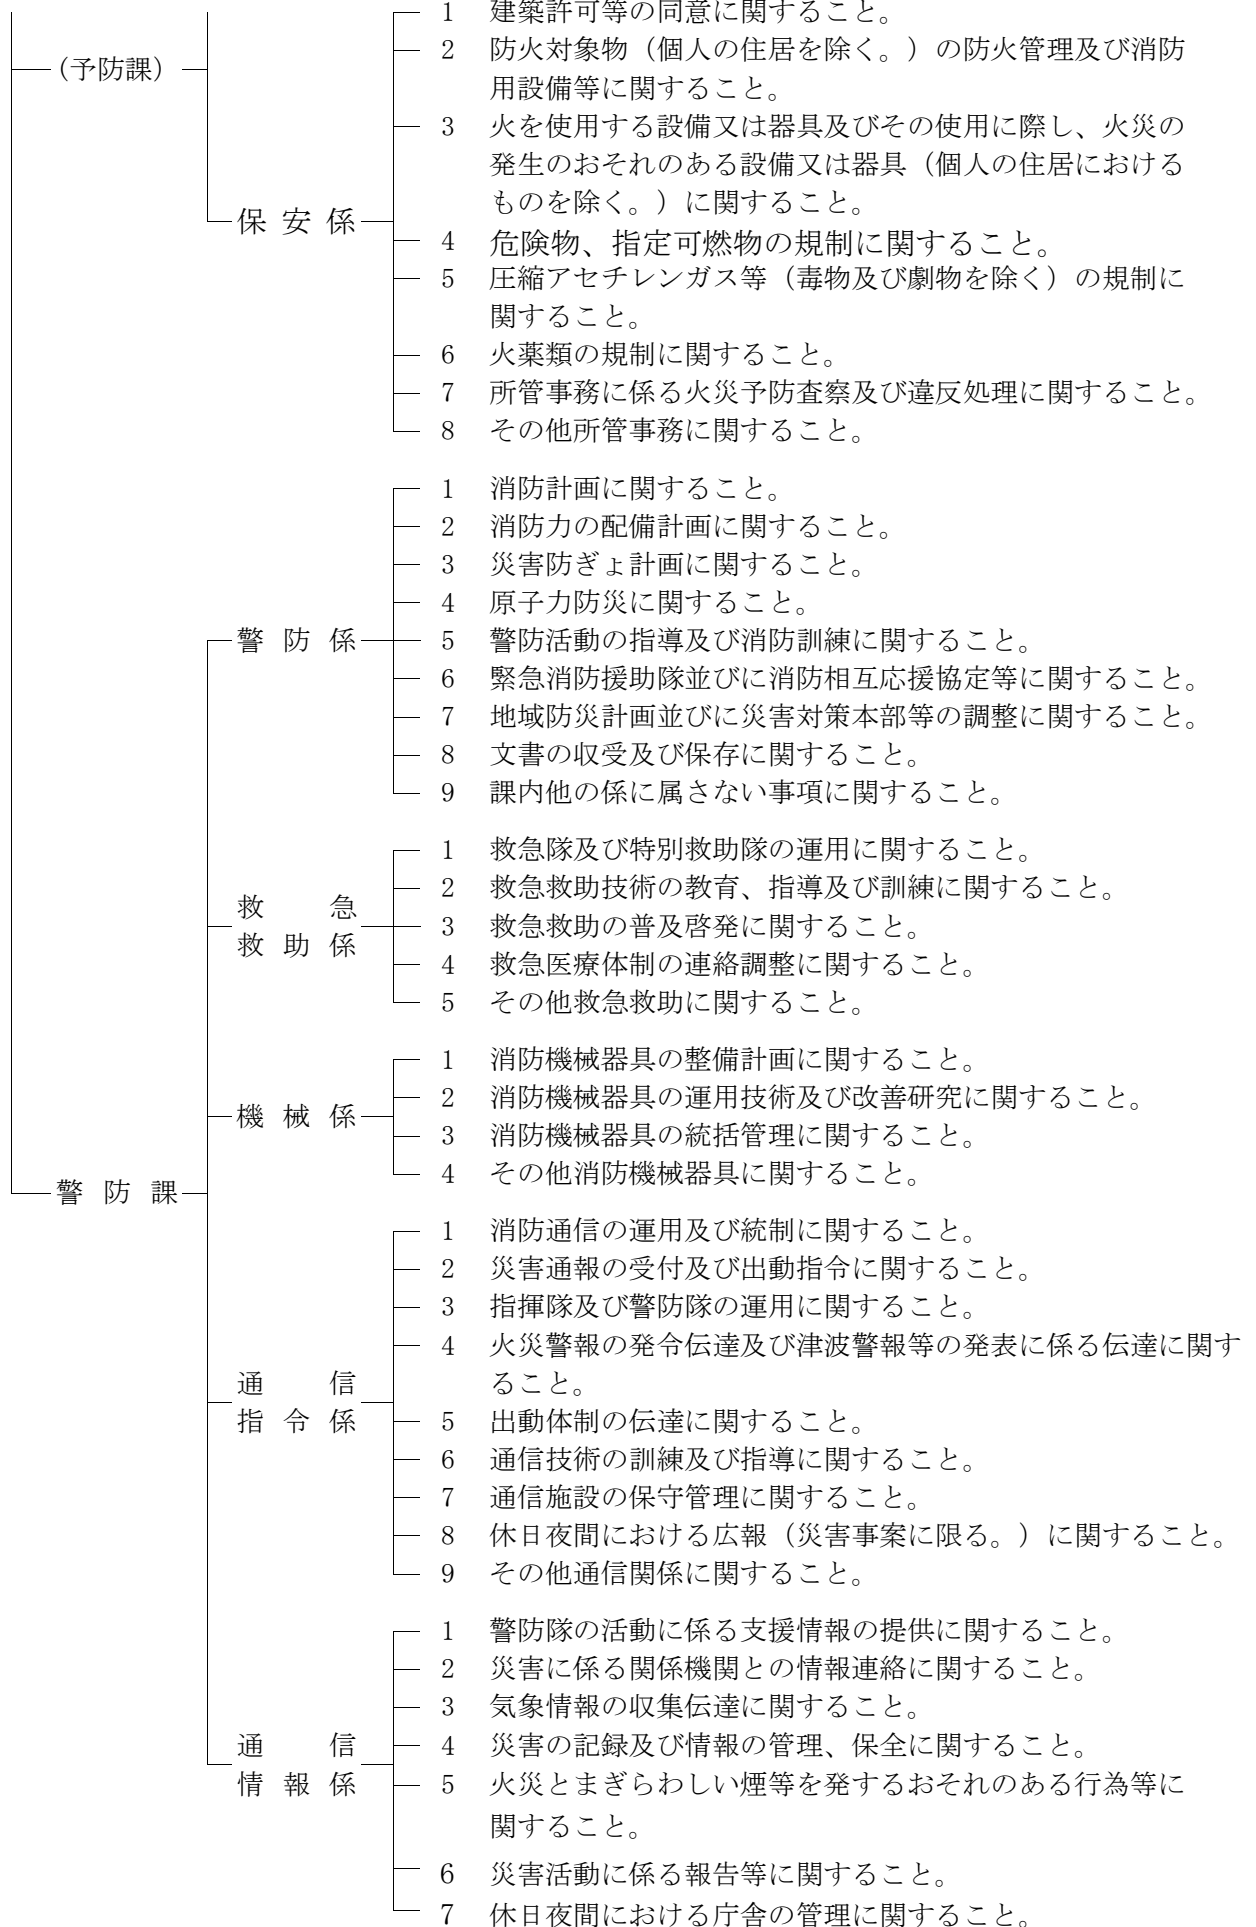 （予防課）
保安係
1 建築許可等の同意に関すること。
2 防火対象物（個人の住居を除く。）の防火管理及び消防
用設備等に関すること。
3 火を使用する設備又は器具及びその使用に際し、火災の
発生のおそれのある設備又は器具（個人の住居における
ものを除く。）に関すること。
4 危険物、指定可燃物の規制に関すること。
5 圧縮アセチレンガス等（毒物及び劇物を除く）の規制に
関すること。
6 火薬類の規制に関すること。
7 所管事務に係る火災予防査察及び違反処理に関すること。
8 その他所管事務に関すること。
警防課
警防係
1 消防計画に関すること。
2 消防力の配備計画に関すること。
3 災害防ぎょ計画に関すること。
4 原子力防災に関すること。
5 警防活動の指導及び消防訓練に関すること。
6 緊急消防援助隊並びに消防相互応援協定等に関すること。
7 地域防災計画並びに災害対策本部等の調整に関すること。
8 文書の収受及び保存に関すること。
9 課内他の係に属さない事項に関すること。
救急
救助係
1 救急隊及び特別救助隊の運用に関すること。
2 救急救助技術の教育、指導及び訓練に関すること。
3 救急救助の普及啓発に関すること。
4 救急医療体制の連絡調整に関すること。
5 その他救急救助に関すること。
機械係
1 消防機械器具の整備計画に関すること。
2 消防機械器具の運用技術及び改善研究に関すること。
3 消防機械器具の統括管理に関すること。
4 その他消防機械器具に関すること。
通信
指令係
1 消防通信の運用及び統制に関すること。
2 災害通報の受付及び出動指令に関すること。
3 指揮隊及び警防隊の運用に関すること。
4 火災警報の発令伝達及び津波警報等の発表に係る伝達に関す
ること。
5 出動体制の伝達に関すること。
6 通信技術の訓練及び指導に関すること。
7 通信施設の保守管理に関すること。
8 休日夜間における広報（災害事案に限る。）に関すること。
9 その他通信関係に関すること。
通信
情報係
1 警防隊の活動に係る支援情報の提供に関すること。
2 災害に係る関係機関との情報連絡に関すること。
3 気象情報の収集伝達に関すること。
4 災害の記録及び情報の管理、保全に関すること。
5 火災とまぎらわしい煙等を発するおそれのある行為等に
関すること。
6 災害活動に係る報告等に関すること。
7 休日夜間における庁舎の管理に関すること。